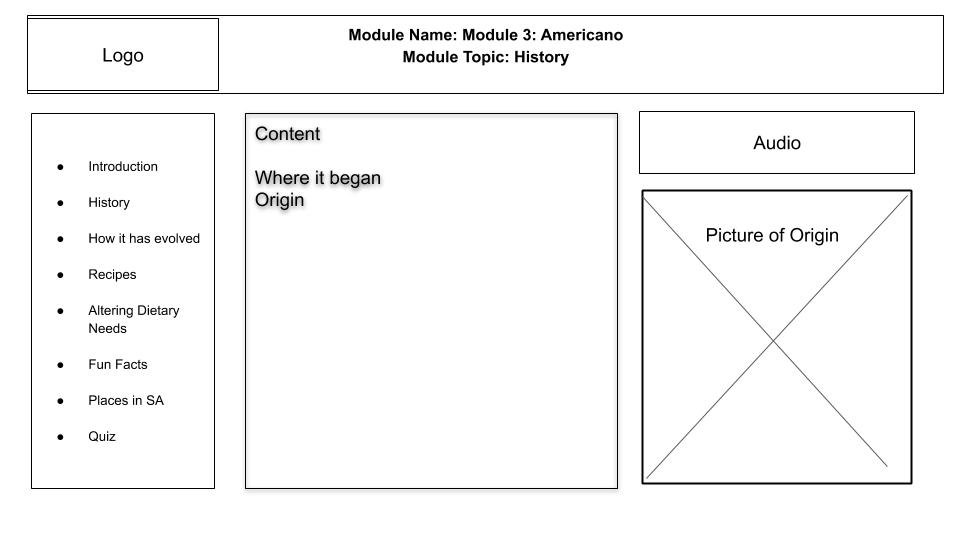 Logo
Module Name: Module 3: Americano
Module Topic: History
● Introduction
● History
● How it has evolved
● Recipes
● Altering Dietary
Needs
● Fun Facts
● Places in SA
● Quiz
Content
Where it began
Origin
Audio
Picture of Origin